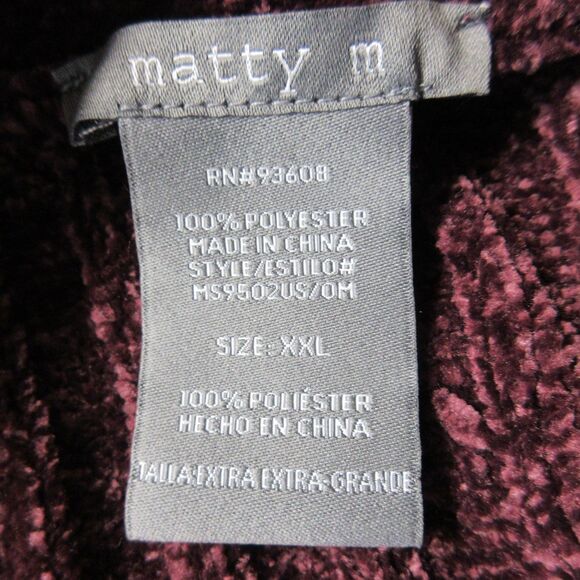 matty m
RN#93608
100% POLYESTER
MADE IN CHINA
STYLE/ESTILO#
MS9502US/OM
SIZE: XXL
100% POLIÉSTER
HECHO EN CHINA
TALLA:EXTRA EXTRA-GRANDE